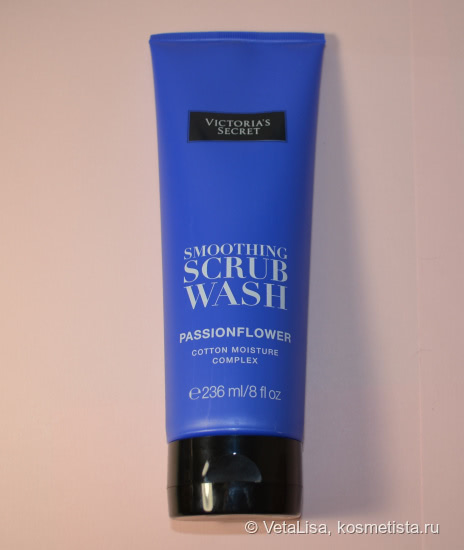 VICTORIA'S
SECRET
SMOOTHING
SCRUB
WASH
PASSIONFLOWER
COTTON MOISTURE
COMPLEX
℮236 ml/8 fl oz
© VetaLisa, kosmetista.ru